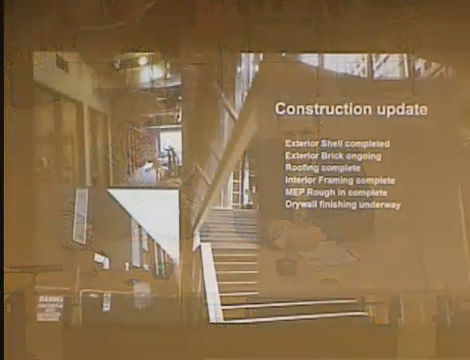 Construction update
Exterior Shell completed
Exterior Brick ongoing
Roofing complete
Interior Framing complete
MEP Rough in complete
Drywall finishing underway
DANGER